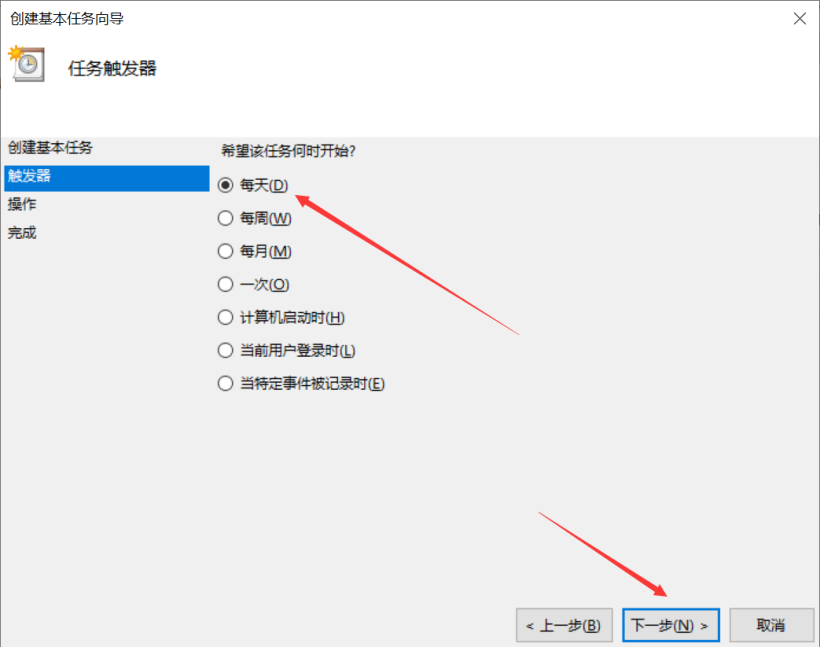 创建基本任务向导
任务触发器
创建基本任务
触发器
操作
完成
希望该任务何时开始?
每天(D)
每周(W)
每月(M)
一次(O)
计算机启动时(H)
当前用户登录时(L)
当特定事件被记录时(E)
< 上一步(B)
下一步(N) >
取消